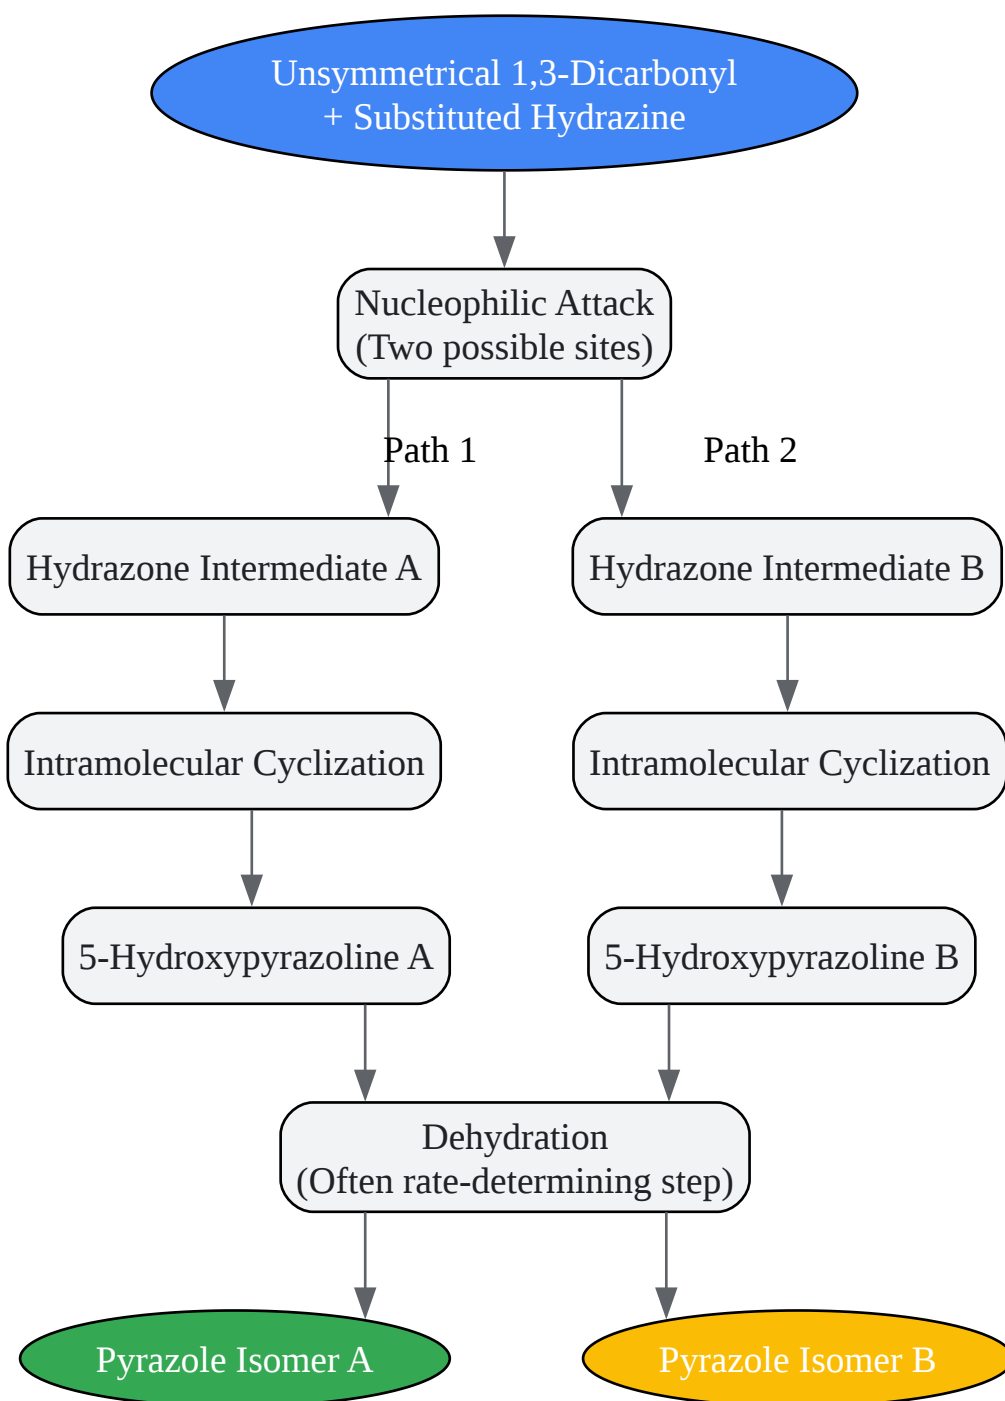 Unsymmetrical 1,3-Dicarbonyl
+ Substituted Hydrazine
Nucleophilic Attack
(Two possible sites)
Path 1
Path 2
Hydrazone Intermediate A
Hydrazone Intermediate B
Intramolecular Cyclization
Intramolecular Cyclization
5-Hydroxypyrazoline A
5-Hydroxypyrazoline B
Dehydration
(Often rate-determining step)
Pyrazole Isomer A
Pyrazole Isomer B